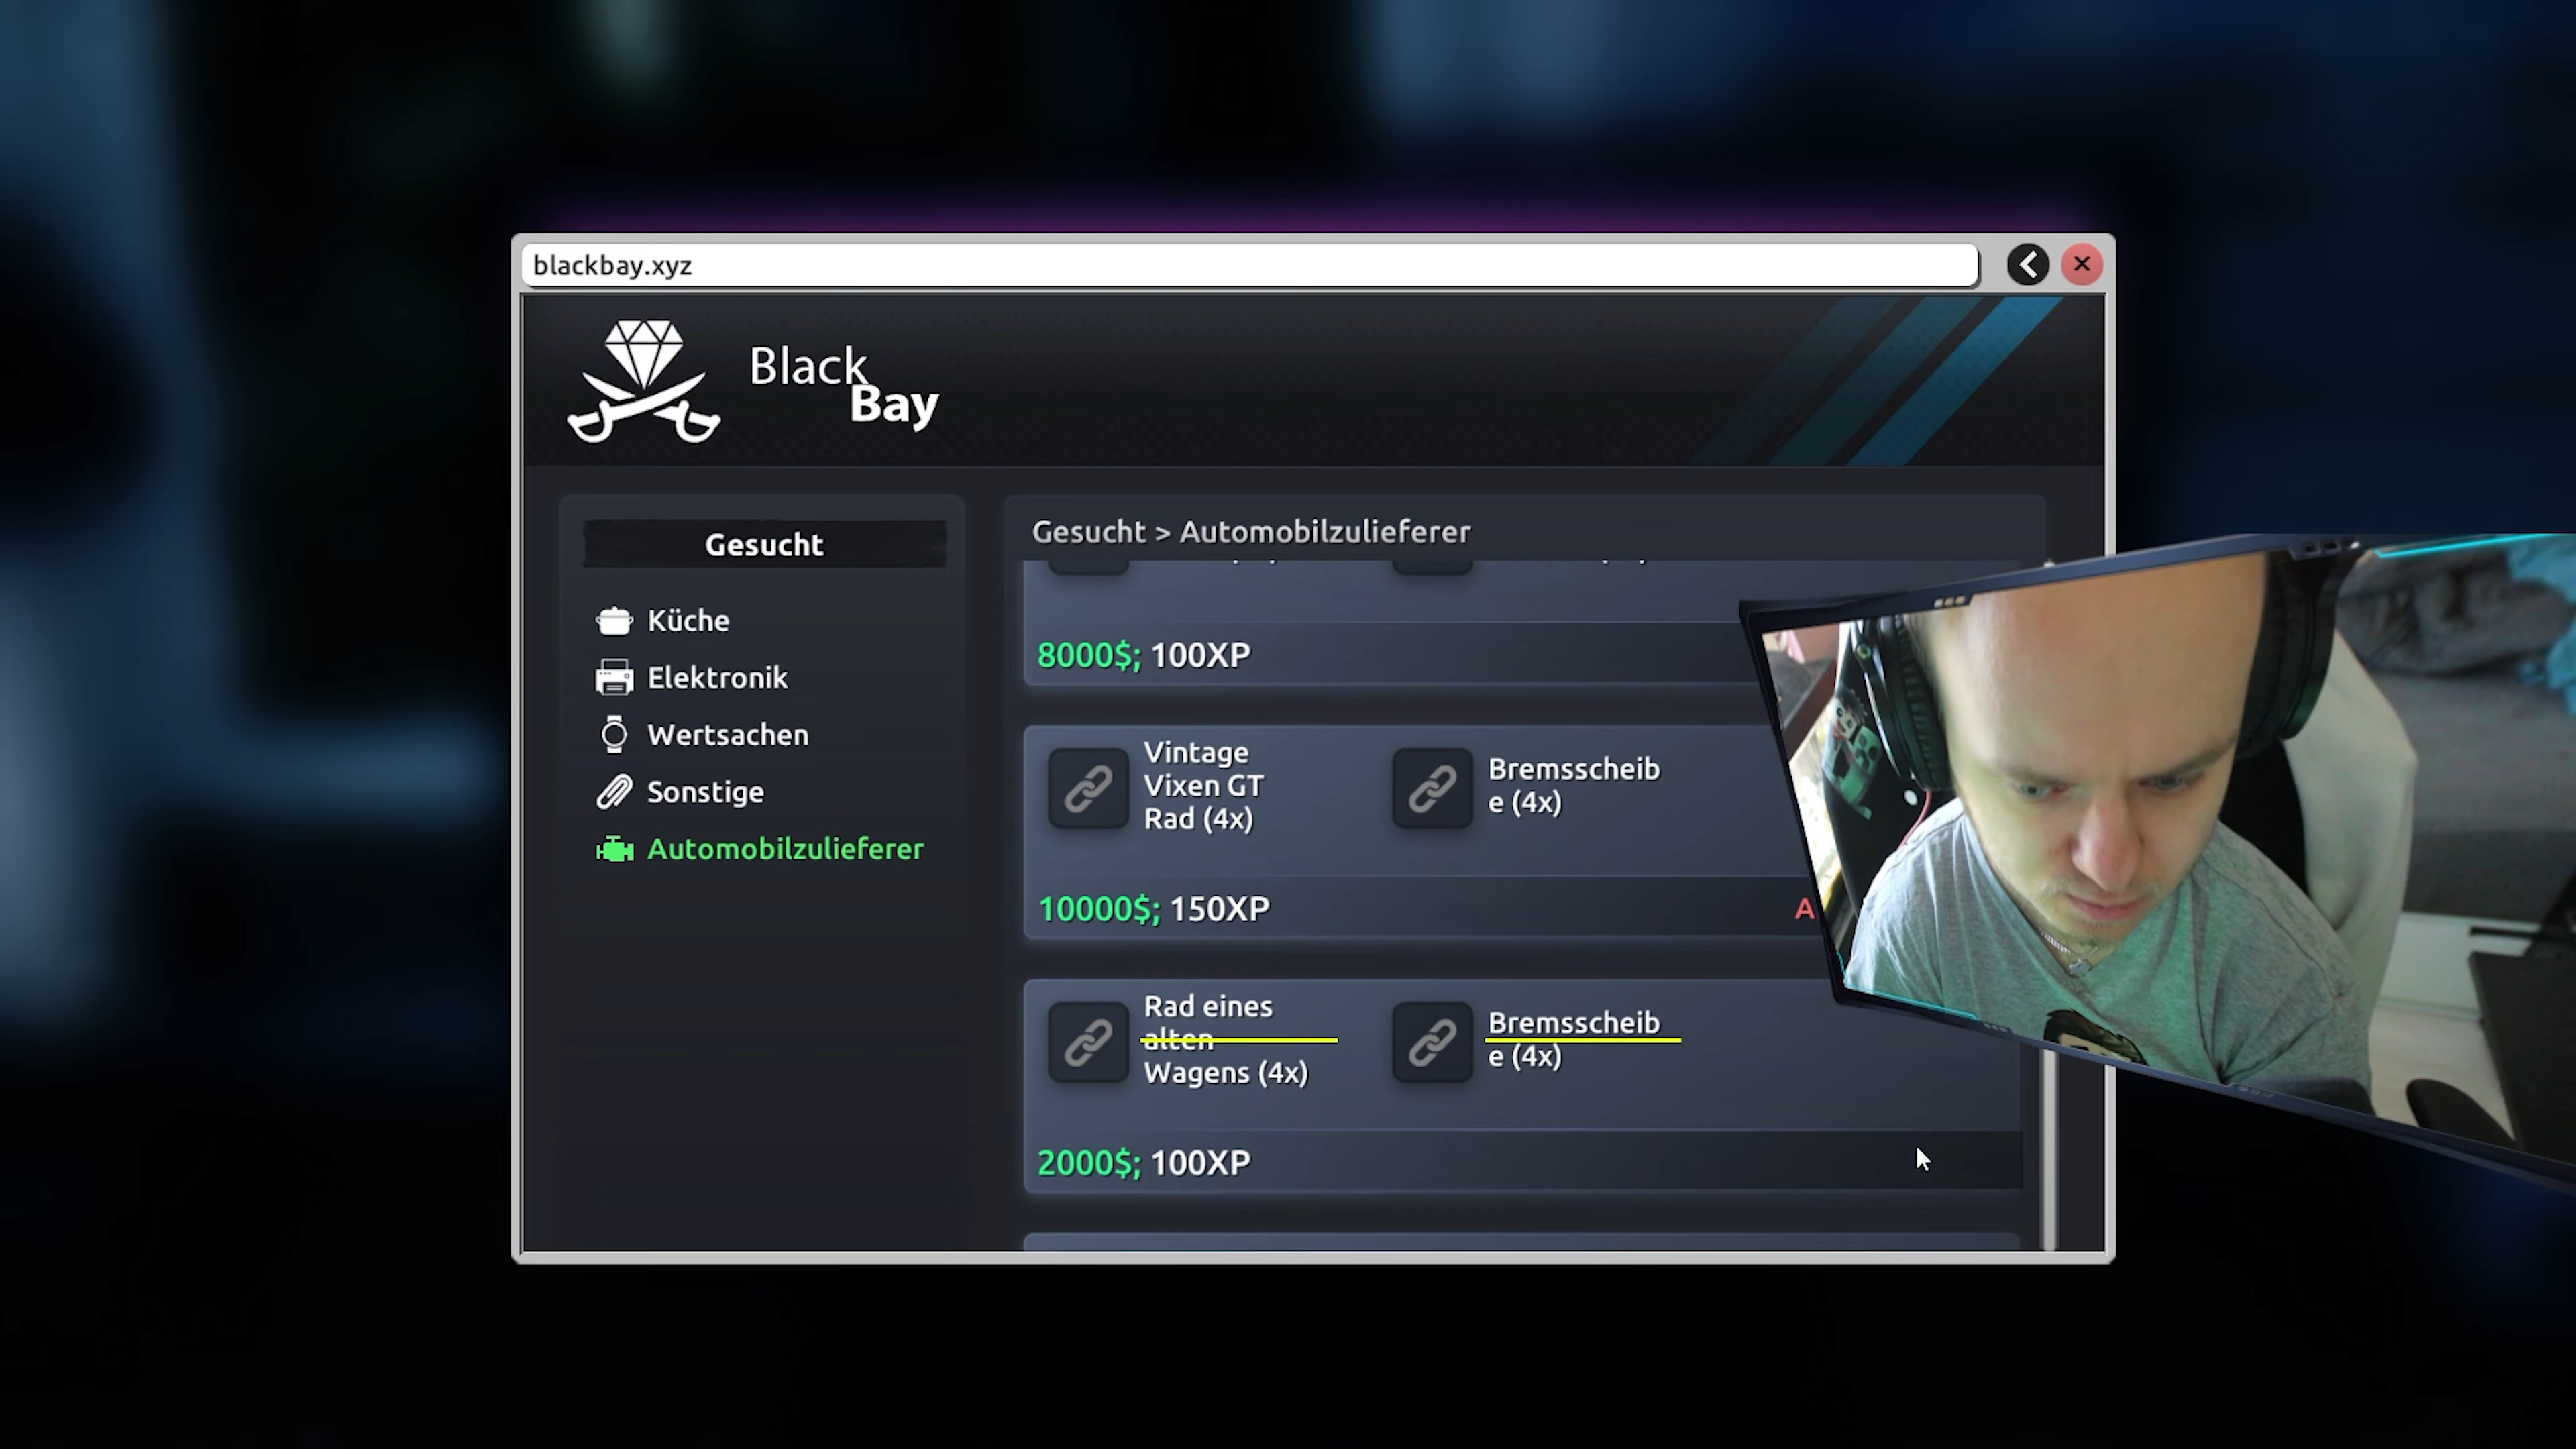 blackbay.xyz
Black
Bay
Gesucht
Küche
Elektronik
Wertsachen
Sonstige
Automobilzulieferer
Gesucht > Automobilzulieferer
8000$; 100XP
Vintage
Vixen GT
Rad (4x)
Bremsscheib
e (4x)
10000$; 150XP
A
Rad eines
alten
Wagens (4x)
Bremsscheib
e (4x)
2000$; 100XP